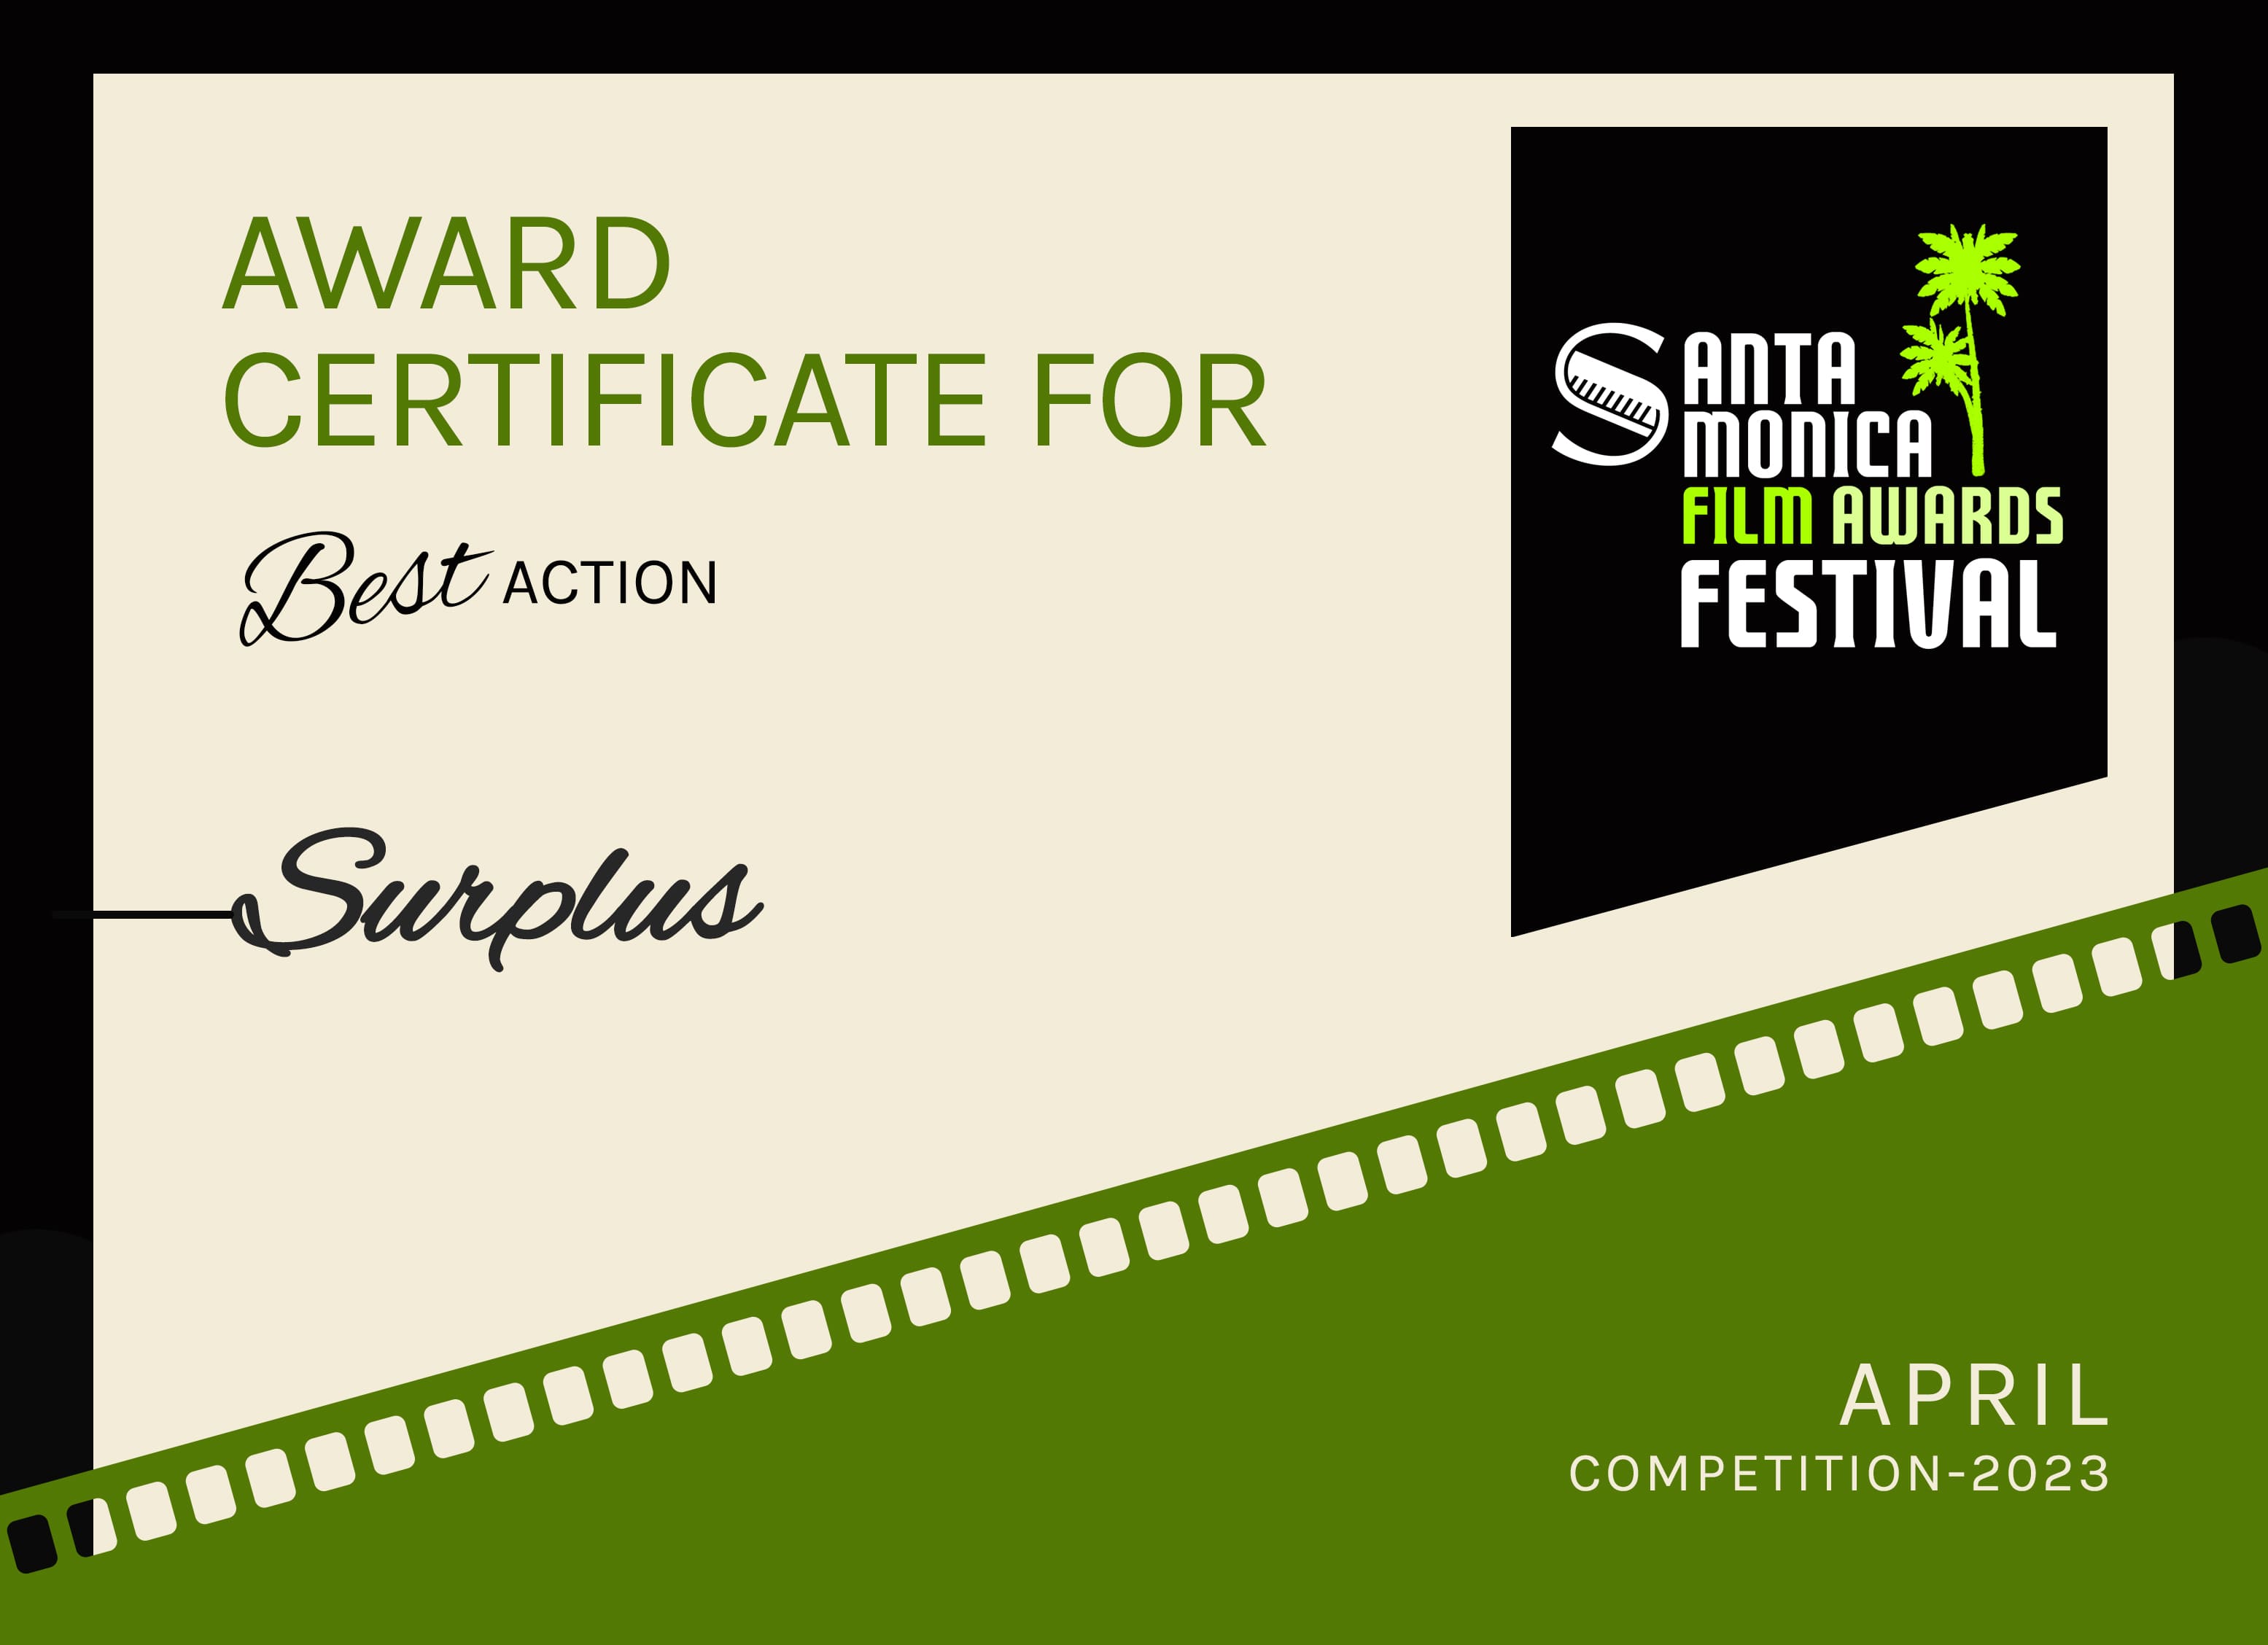 AWARD
CERTIFICATE FOR
Best ACTION
Surplus
SANTA
MONICA
FILM AWARDS
FESTIVAL
APRIL
COMPETITION-2023